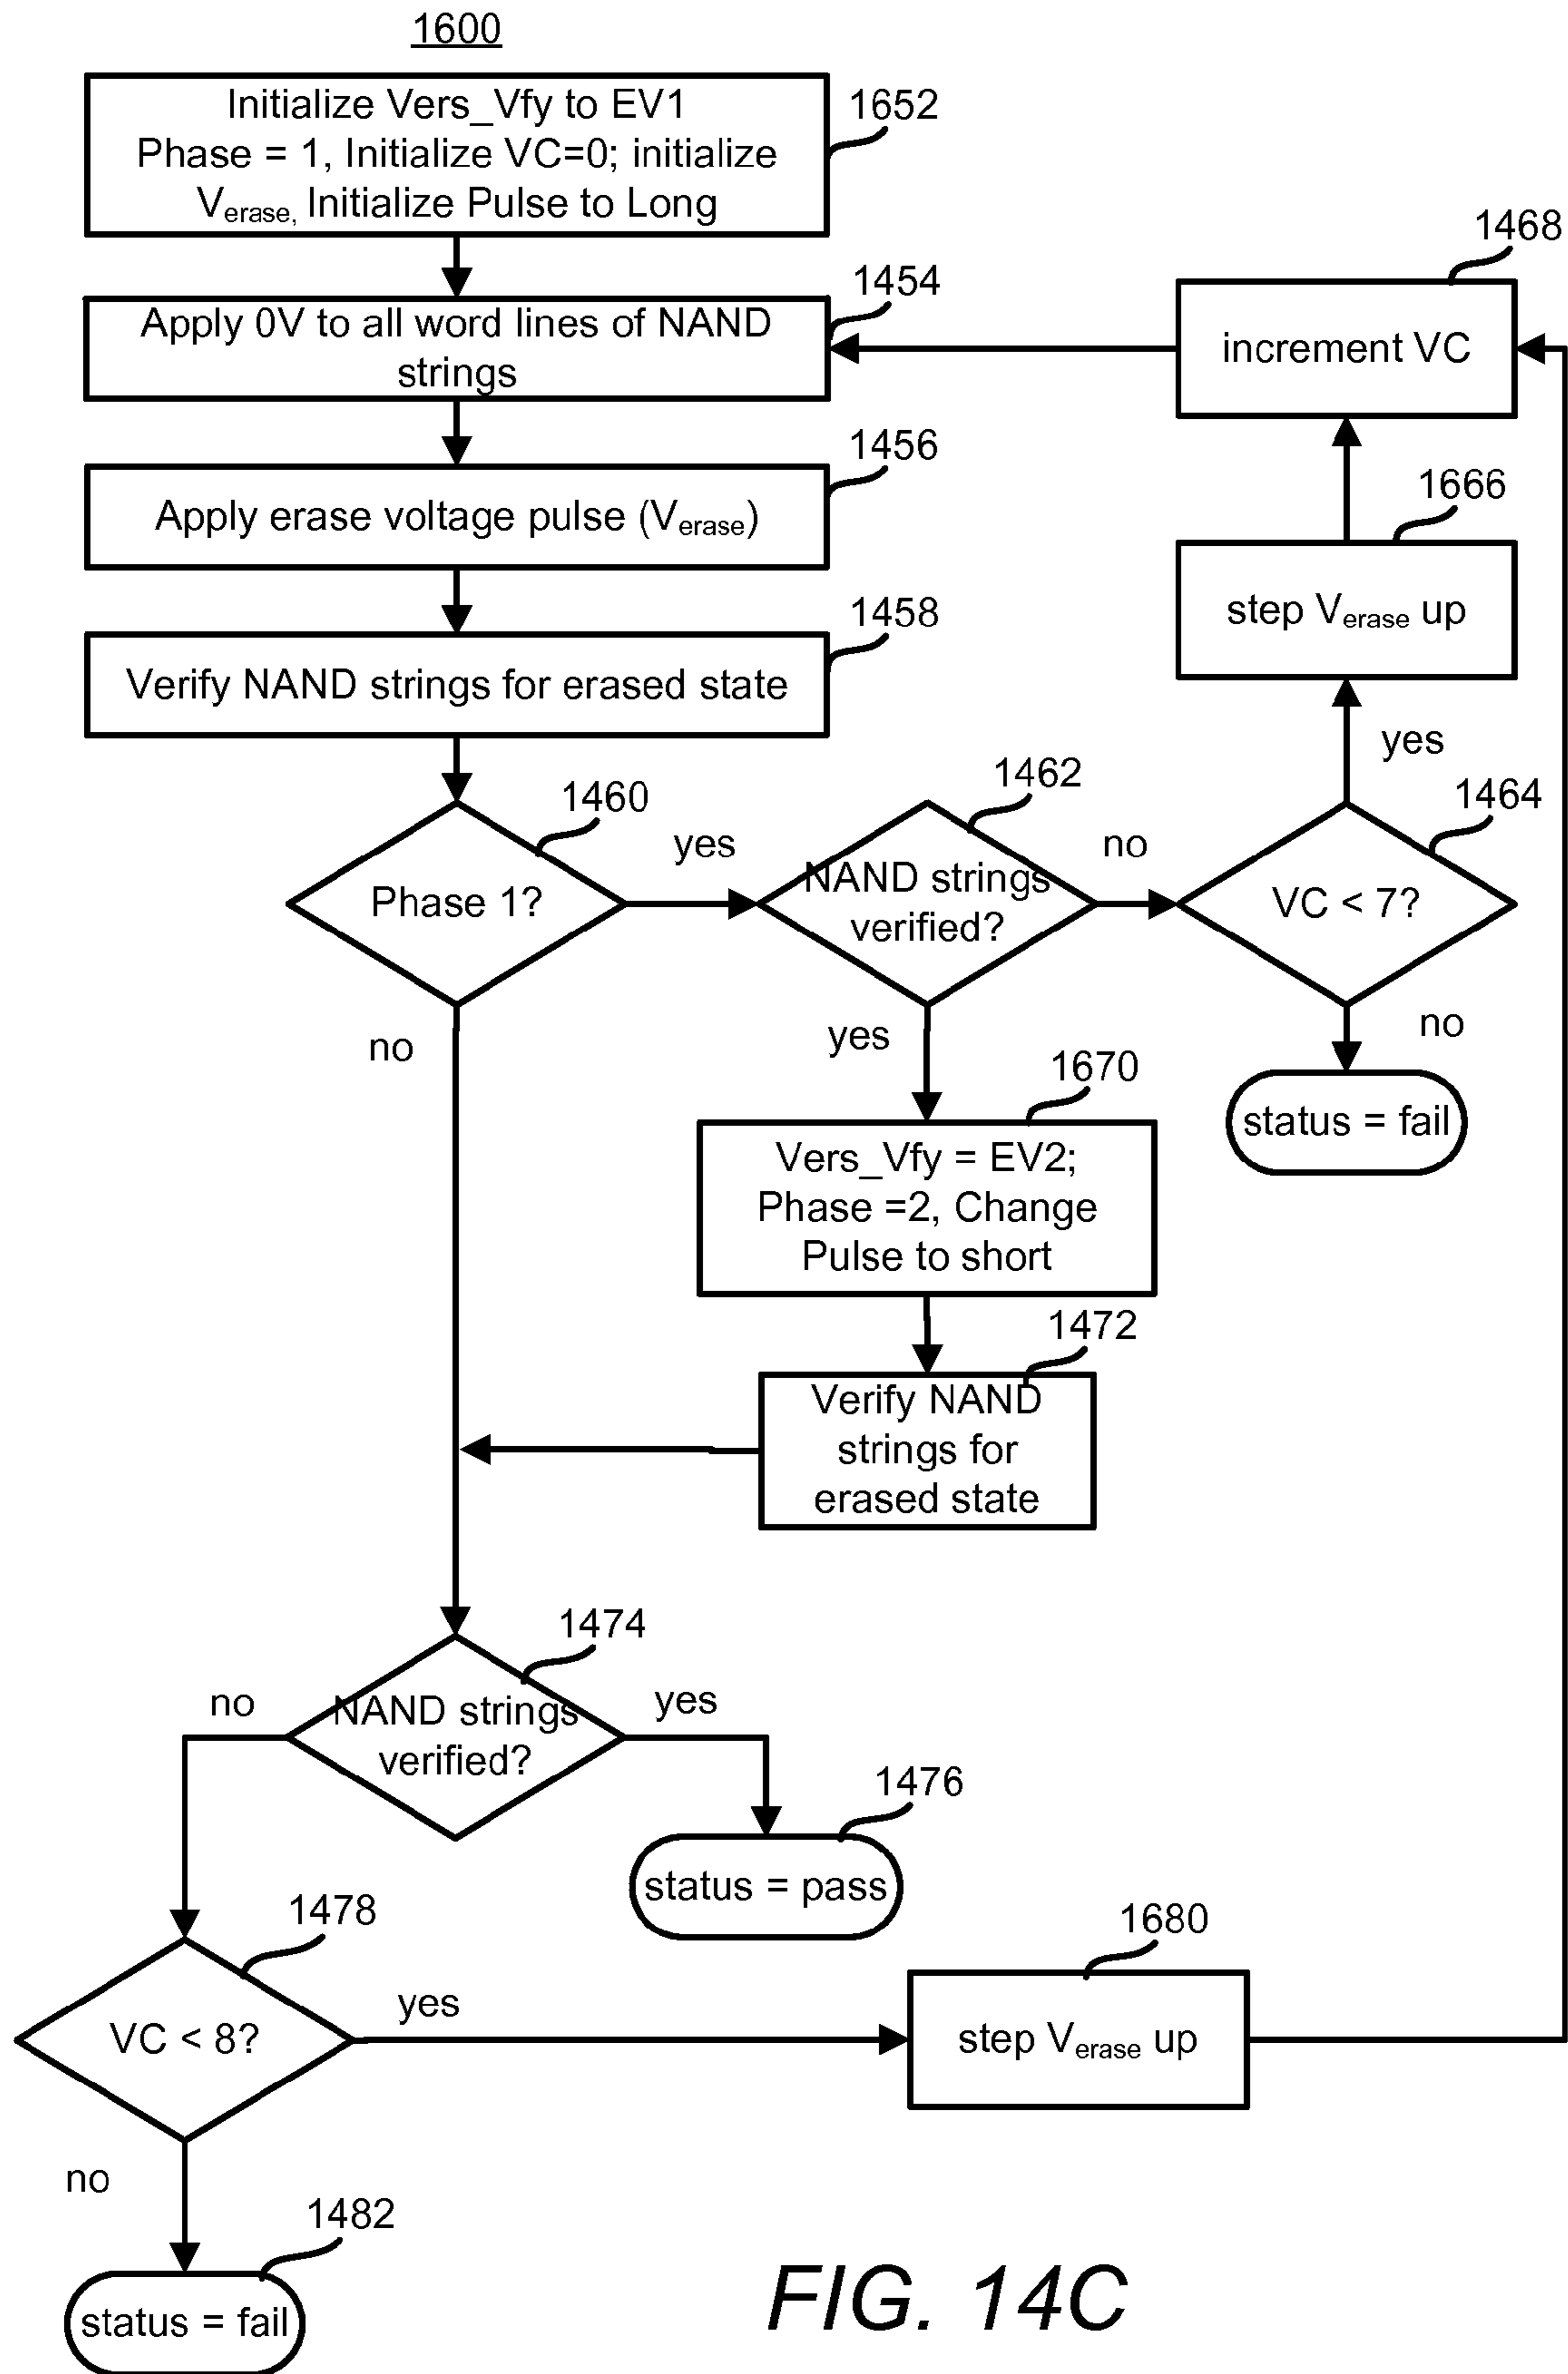 1600
Initialize Vers_Vfy to EV1
Phase = 1, Initialize VC=0; initialize
Verase, Initialize Pulse to Long
1652
1468
1454
Apply 0V to all word lines of NAND
strings
increment VC
1456
Apply erase voltage pulse (Verase)
1666
step Verase up
1458
Verify NAND strings for erased state
yes
1460
1462
1464
Phase 1?
yes
NAND strings
verified?
no
VC < 7?
no
yes
no
1670
status = fail
Vers_Vfy = EV2;
Phase =2, Change
Pulse to short
1472
Verify NAND
strings for
erased state
1474
no
NAND strings
verified?
yes
1476
status = pass
1478
1680
VC < 8?
yes
step Verase up
no
1482
status = fail
FIG. 14C